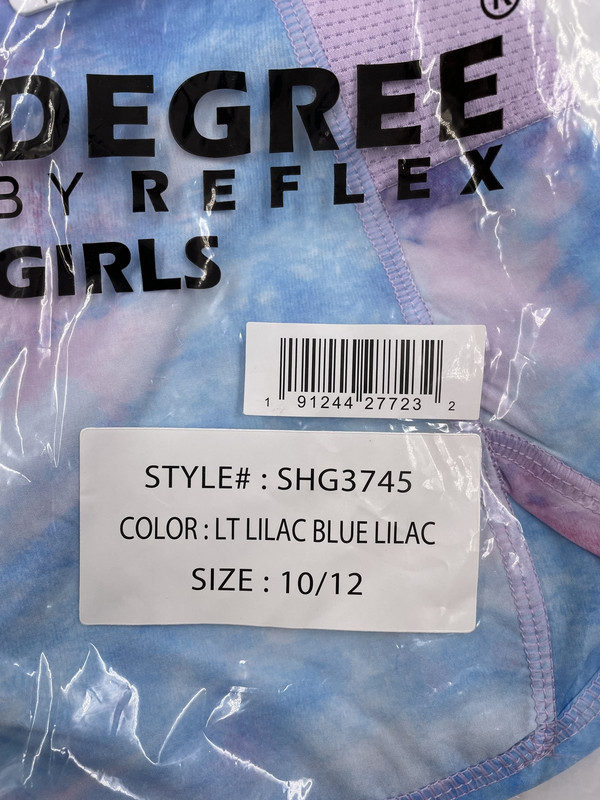 ®
DEGREE
BY REFLEX
GIRLS
1 91244 27723 2
STYLE# : SHG3745
COLOR : LT LILAC BLUE LILAC
SIZE : 10/12